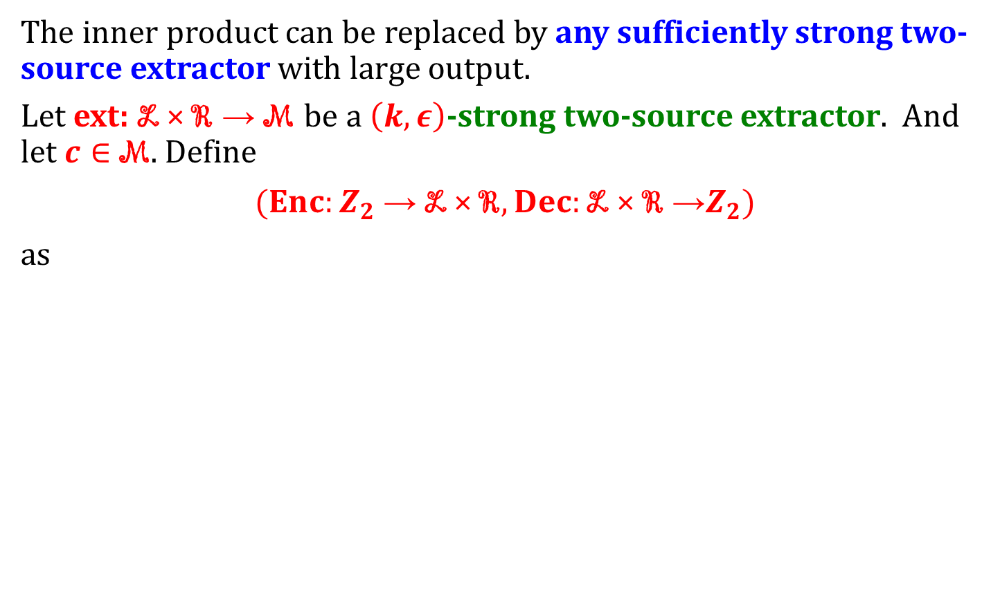 The inner product can be replaced by any sufficiently strong two-
source extractor with large output.
Let ext: ℒ × ℜ → ℳ be a (k, ϵ)-strong two-source extractor. And
let c ∈ ℳ. Define
(Enc: Z₂ → ℒ × ℜ, Dec: ℒ × ℜ →Z₂)
as